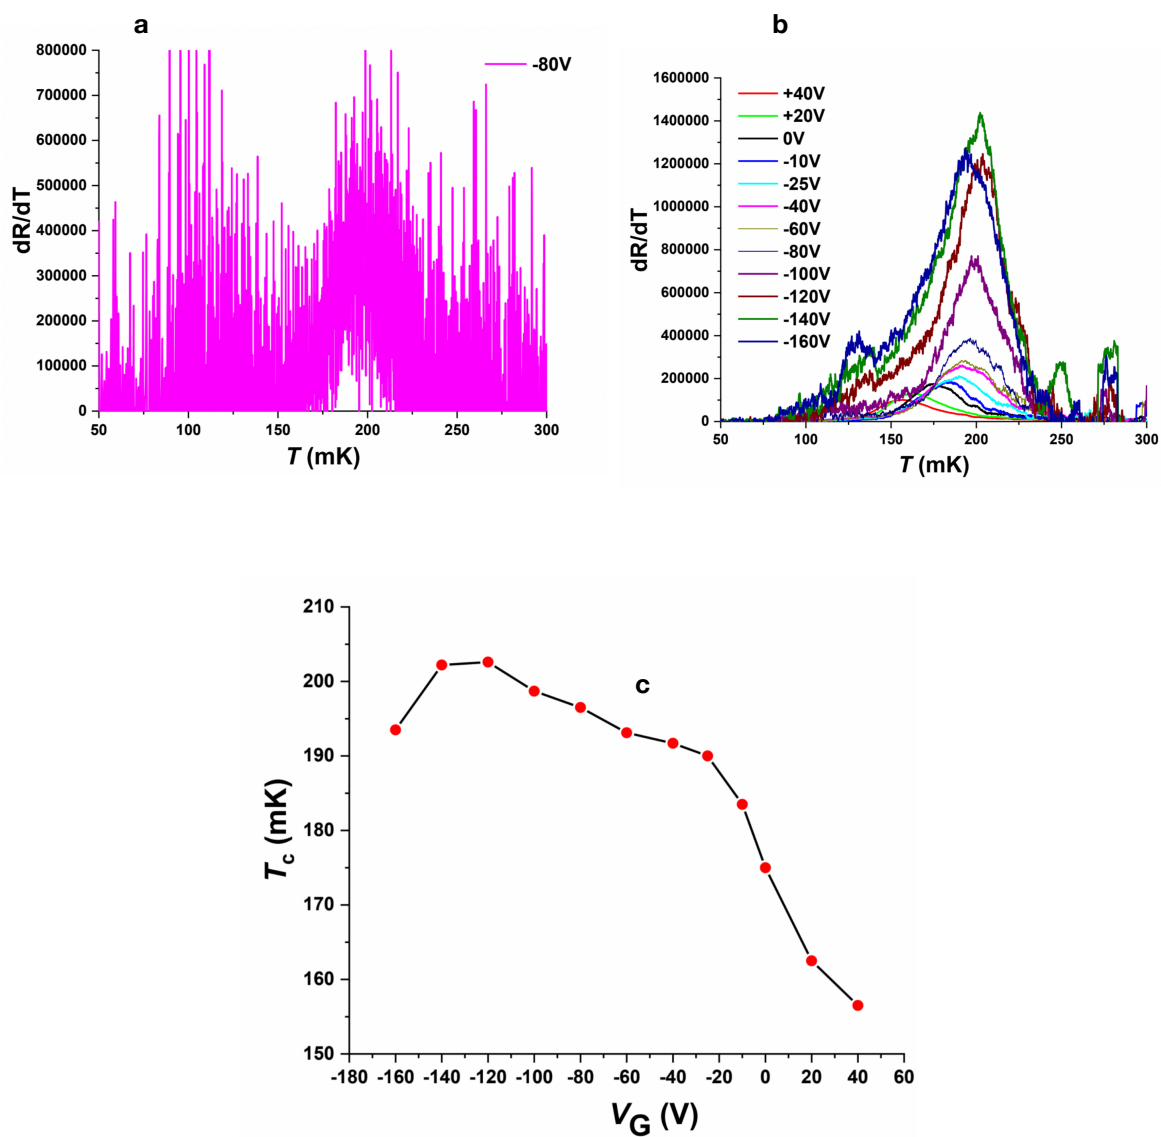 a
800000
700000
600000
500000
400000
300000
200000
100000
0
dR/dT
-80V
50 100 150 200 250 300
T (mK)
b
1600000
1400000
1200000
1000000
800000
600000
400000
200000
0
dR/dT
+40V
+20V
0V
-10V
-25V
-40V
-60V
-80V
-100V
-120V
-140V
-160V
50 100 150 200 250 300
T (mK)
c
210
200
190
180
170
160
150
Tc (mK)
-180 -160 -140 -120 -100 -80 -60 -40 -20 0 20 40 60
VG (V)